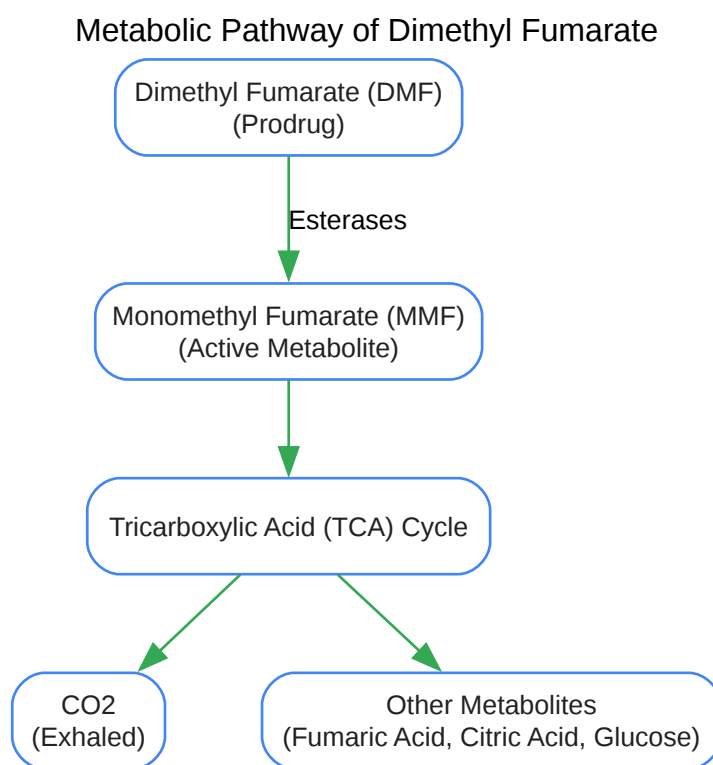 Metabolic Pathway of Dimethyl Fumarate
Dimethyl Fumarate (DMF)
(Prodrug)
Esterases
Monomethyl Fumarate (MMF)
(Active Metabolite)
Tricarboxylic Acid (TCA) Cycle
CO2
(Exhaled)
Other Metabolites
(Fumaric Acid, Citric Acid, Glucose)